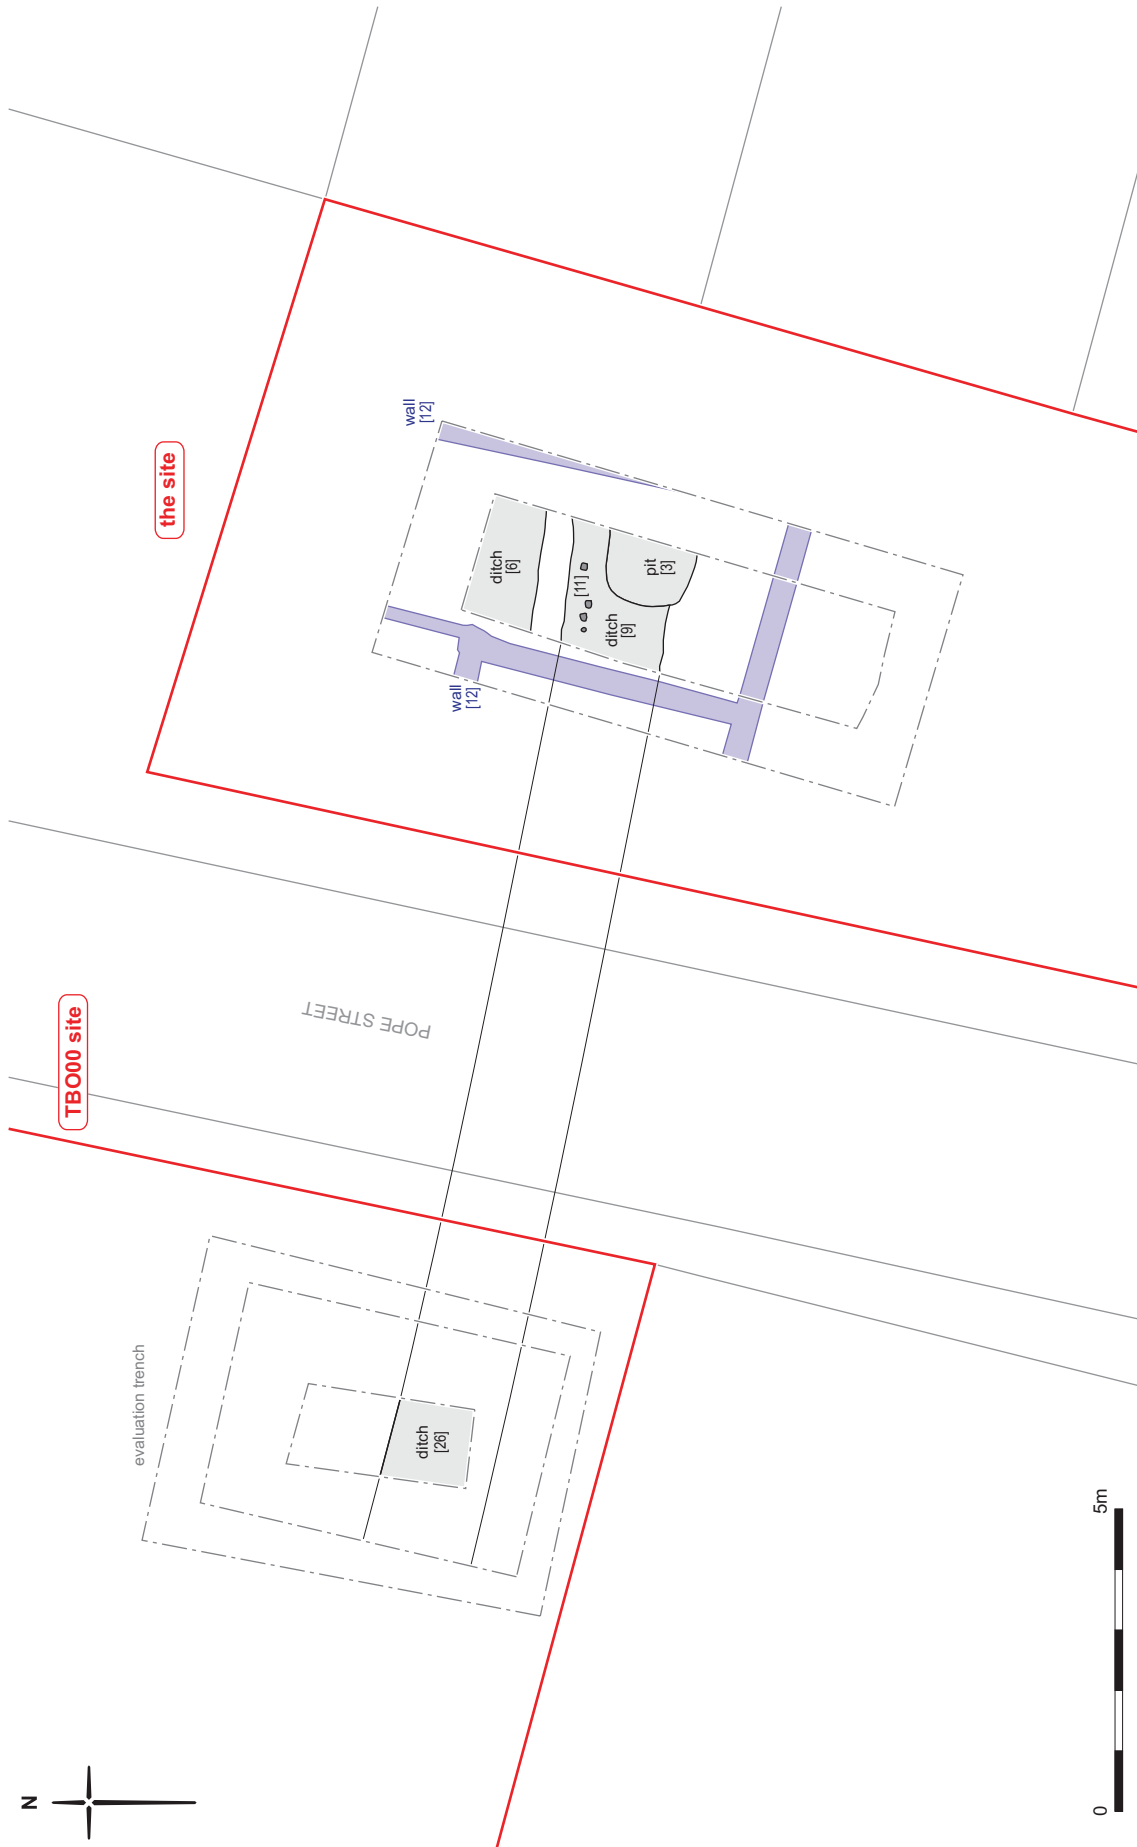 N
TBO00 site
the site
evaluation trench
POPE STREET
wall
[12]
wall
[12]
ditch
[6]
[11]
ditch
[9]
pit
[3]
ditch
[26]
0
5m